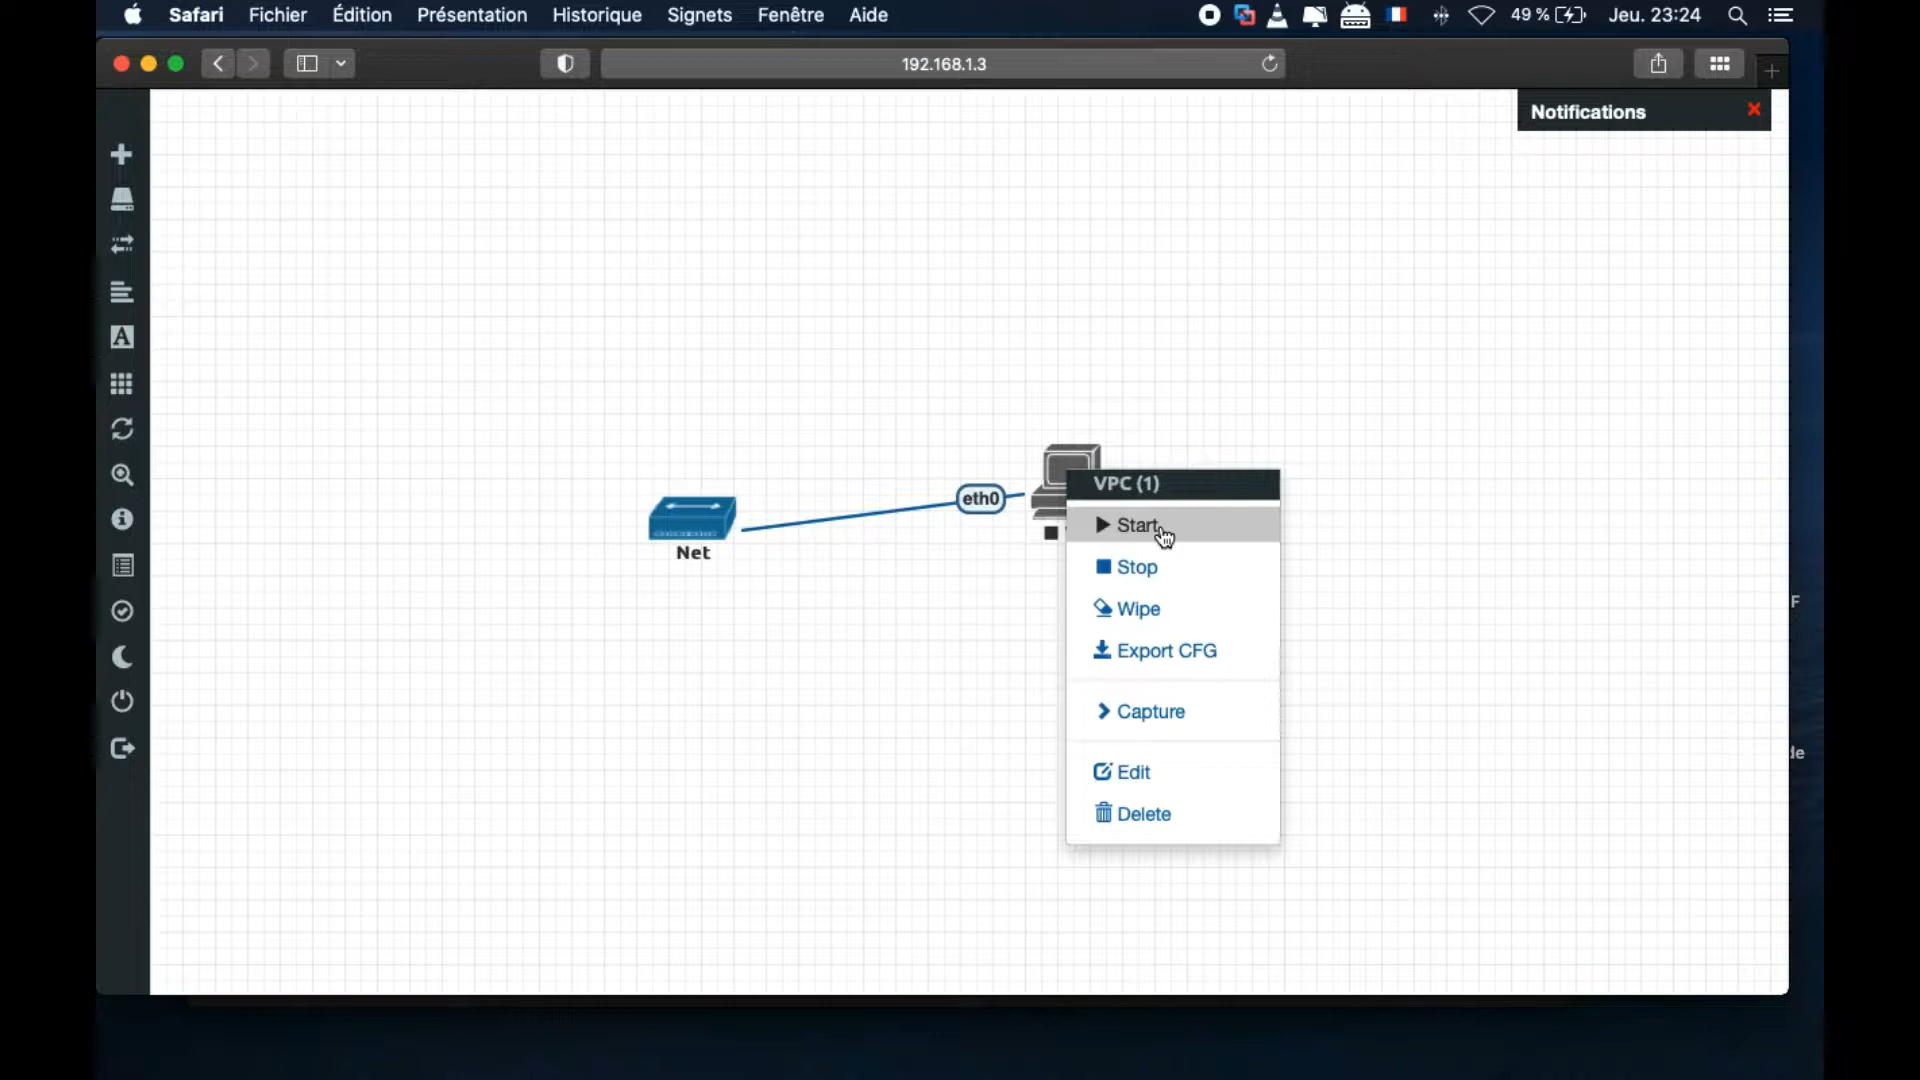 Safari Fichier Édition Présentation Historique Signets Fenêtre Aide 49 % Jeu. 23:24
192.168.1.3
Notifications
eth0
Net
VPC (1)
Start
Stop
Wipe
Export CFG
Capture
Edit
Delete
F
de